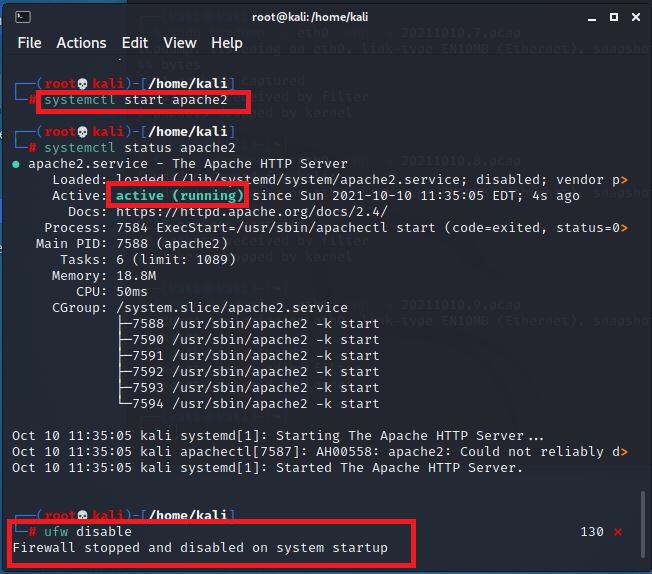 root@kali: /home/kali
File Actions Edit View Help
(root💀kali)-[/home/kali]
# systemctl start apache2
(root💀kali)-[/home/kali]
# systemctl status apache2
● apache2.service - The Apache HTTP Server
Loaded: loaded (/lib/systemd/system/apache2.service; disabled; vendor p>
Active: active (running) since Sun 2021-10-10 11:35:05 EDT; 4s ago
Docs: https://httpd.apache.org/docs/2.4/
Process: 7584 ExecStart=/usr/sbin/apachectl start (code=exited, status=0>
Main PID: 7588 (apache2)
Tasks: 6 (limit: 1089)
Memory: 18.8M
CPU: 50ms
CGroup: /system.slice/apache2.service
├─7588 /usr/sbin/apache2 -k start
├─7590 /usr/sbin/apache2 -k start
├─7591 /usr/sbin/apache2 -k start
├─7592 /usr/sbin/apache2 -k start
├─7593 /usr/sbin/apache2 -k start
└─7594 /usr/sbin/apache2 -k start
Oct 10 11:35:05 kali systemd[1]: Starting The Apache HTTP Server...
Oct 10 11:35:05 kali apachectl[7587]: AH00558: apache2: Could not reliably d>
Oct 10 11:35:05 kali systemd[1]: Started The Apache HTTP Server.
(root💀kali)-[/home/kali]
# ufw disable 130 ⨯
Firewall stopped and disabled on system startup